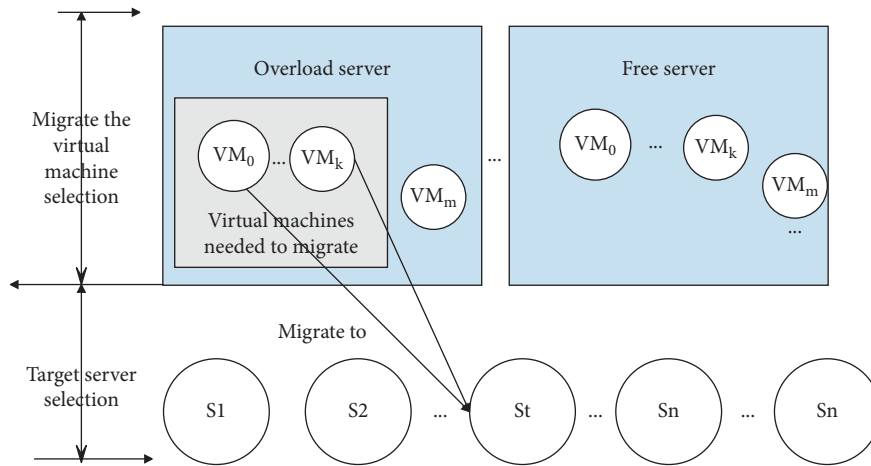 Overload server
Free server
Migrate the
virtual
machine
selection
VM₀
...
VMₖ
VMₘ
...
VM₀
...
VMₖ
VMₘ
...
Virtual machines
needed to migrate
Migrate to
Target server
selection
S1
S2
...
St
...
Sn
...
Sn